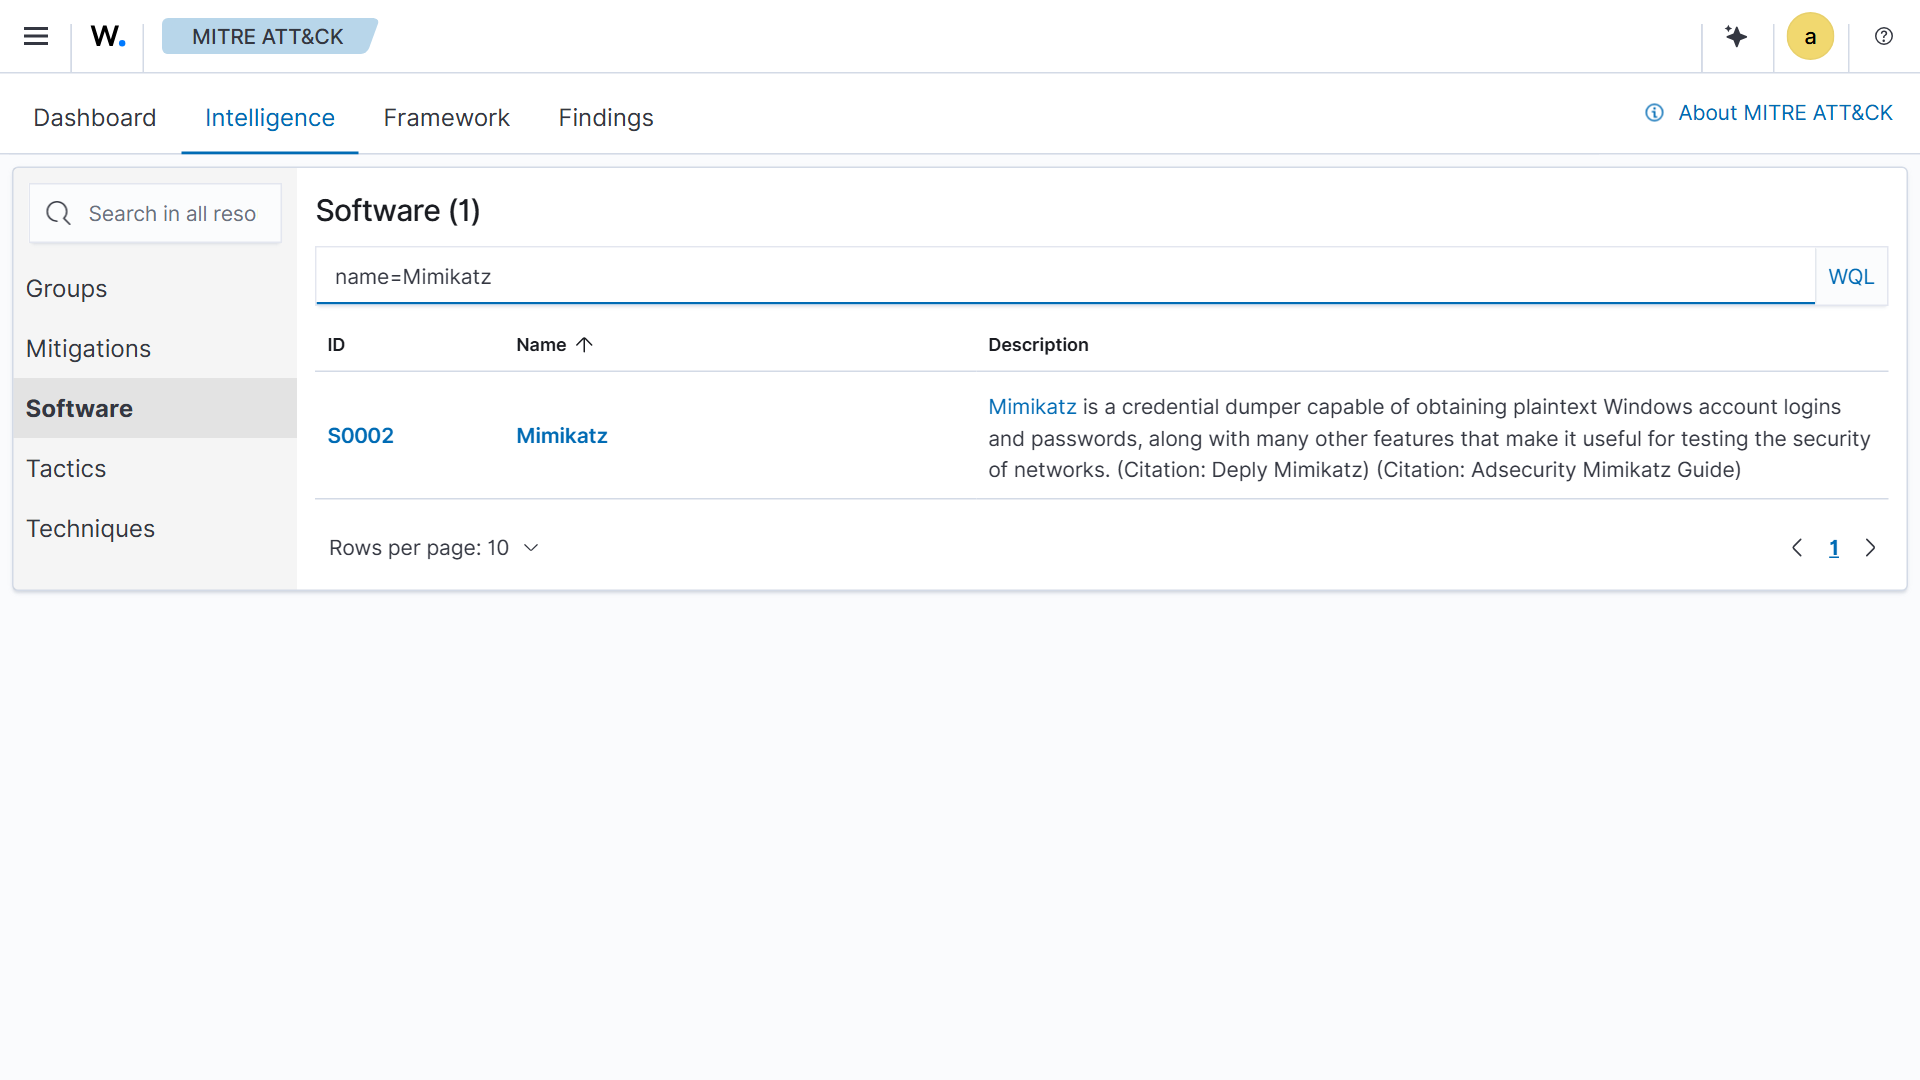 W.
MITRE ATT&CK
a
Dashboard
Intelligence
Framework
Findings
About MITRE ATT&CK
Search in all reso
Groups
Mitigations
Software
Tactics
Techniques
Software (1)
name=Mimikatz
WQL
ID
Name
Description
S0002
Mimikatz
Mimikatz is a credential dumper capable of obtaining plaintext Windows account logins
and passwords, along with many other features that make it useful for testing the security
of networks. (Citation: Deply Mimikatz) (Citation: Adsecurity Mimikatz Guide)
Rows per page: 10
1